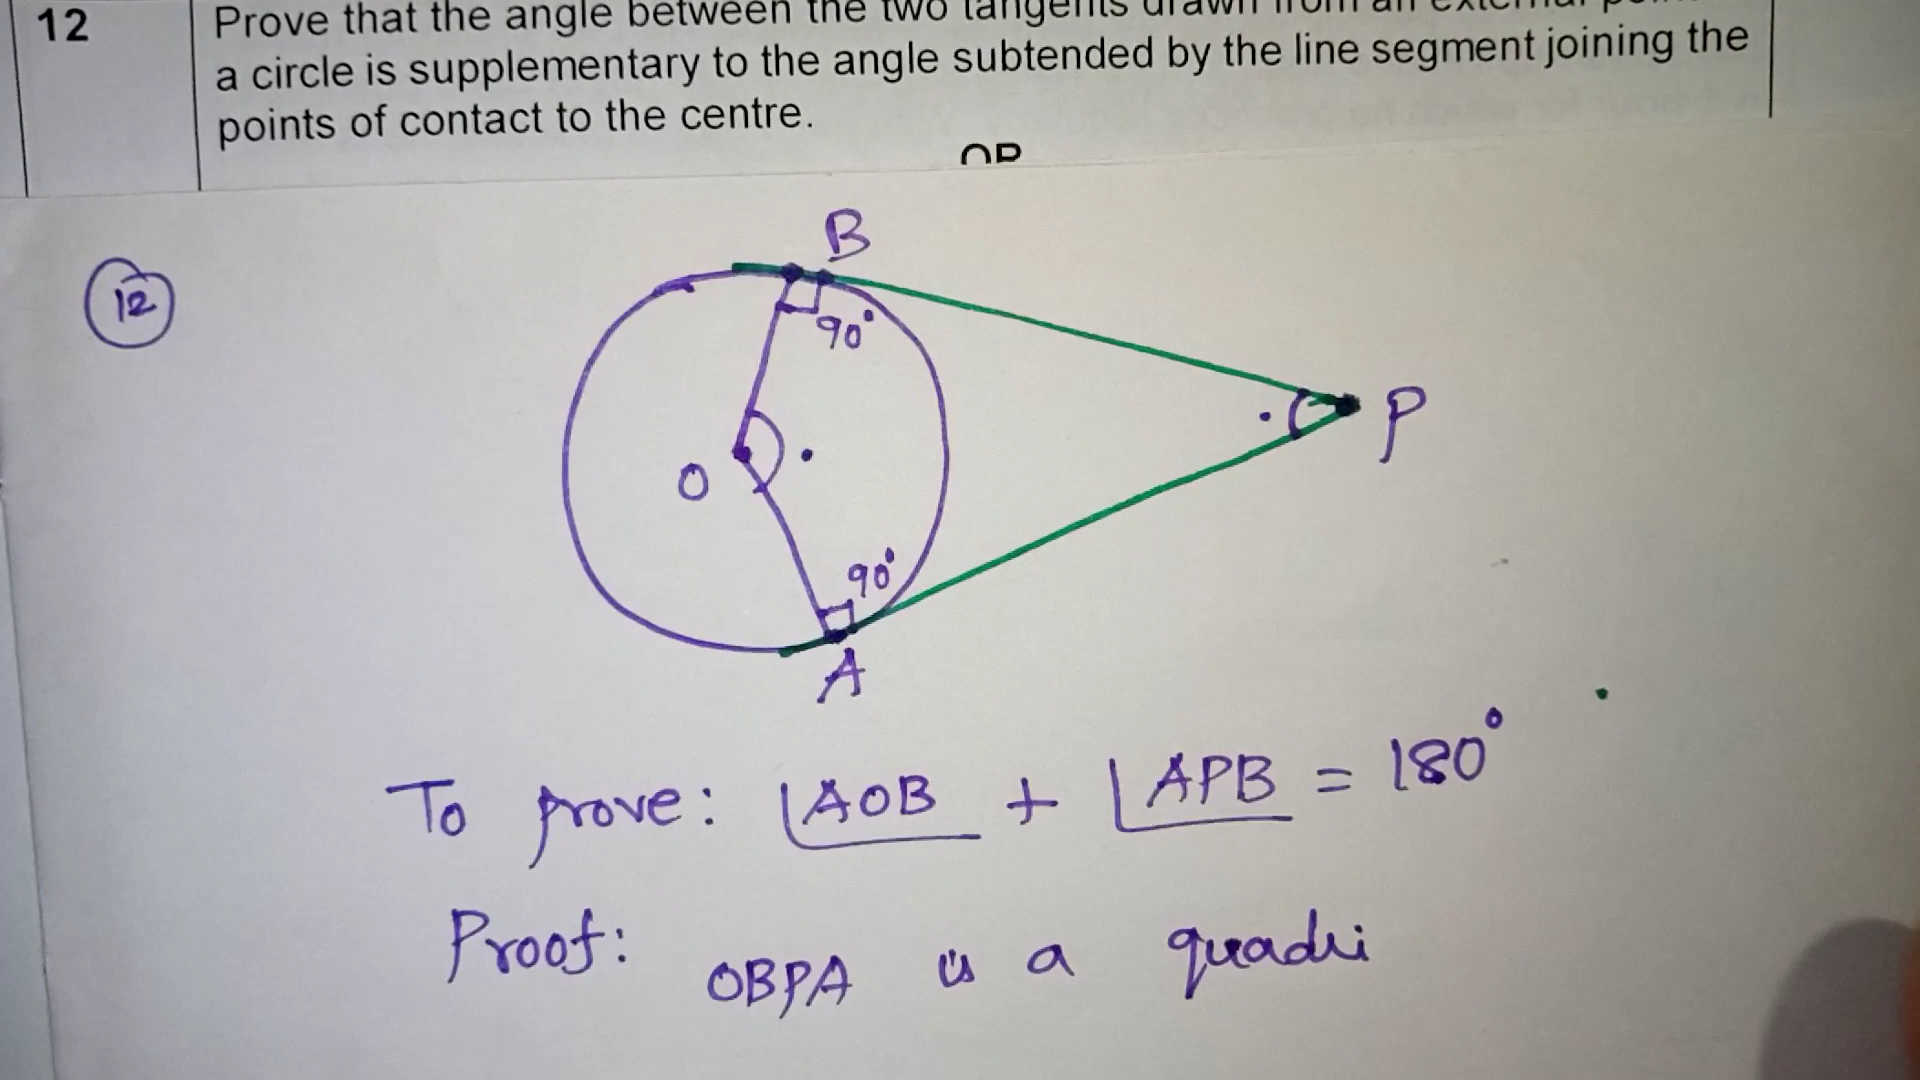 12
Prove that the angle between the two tangents drawn from an external
a circle is supplementary to the angle subtended by the line segment joining the
points of contact to the centre.
OR
12
B
90°
P
O
90°
A
To prove: ∠AOB + ∠APB = 180°
Proof: OBPA is a quadri